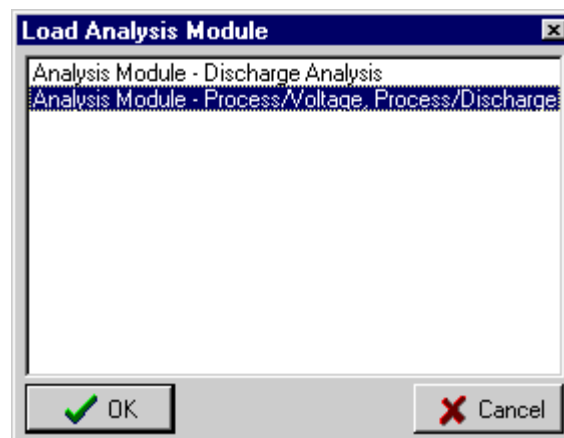 Load Analysis Module
Analysis Module - Discharge Analysis
Analysis Module - Process/Voltage, Process/Discharge
OK
Cancel